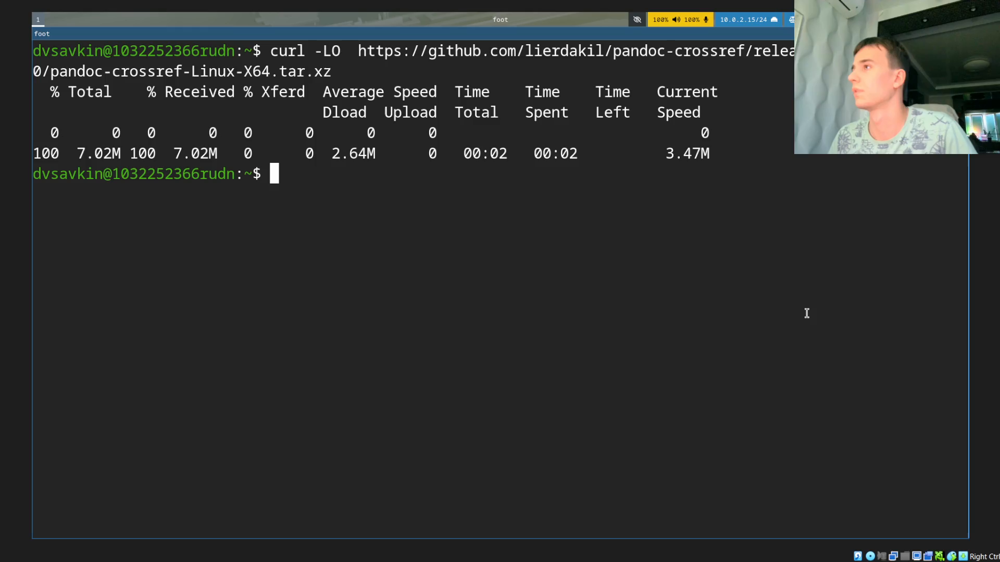 1 foot 100% 100% 10.0.2.15/24
foot
dvsavkin@1032252366rudn:~$ curl -LO  https://github.com/lierdakil/pandoc-crossref/relea
0/pandoc-crossref-Linux-X64.tar.xz
  % Total    % Received % Xferd  Average Speed  Time    Time    Time   Current
                                 Dload  Upload  Total   Spent   Left   Speed
  0      0   0      0   0      0      0      0                              0
100  7.02M 100  7.02M   0      0  2.64M      0   00:02   00:02          3.47M
dvsavkin@1032252366rudn:~$
Right Ctrl